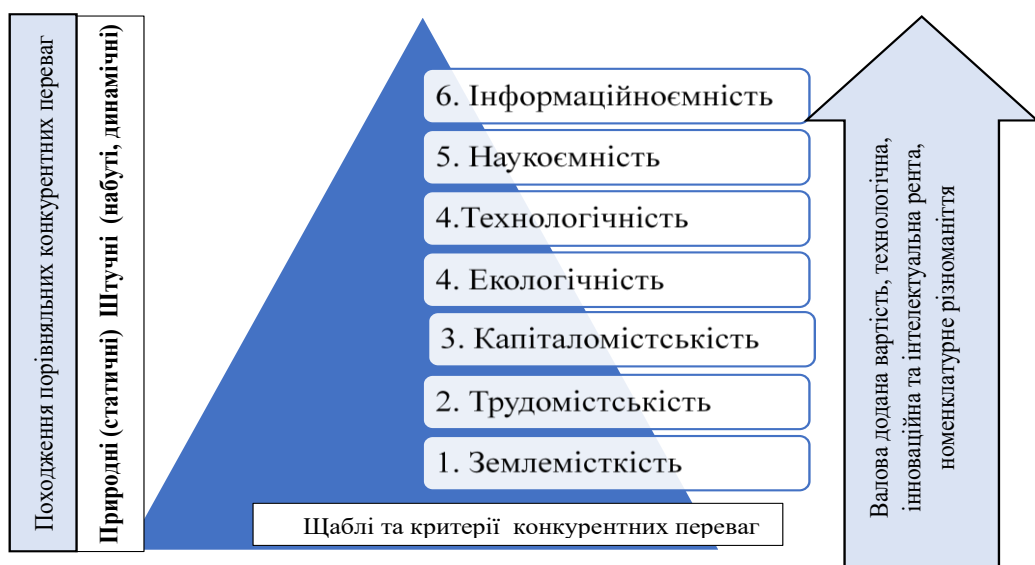 Походження порівняльних конкурентних переваг
Природні (статичні) Штучні (набуті, динамічні)
6. Інформаційноємність
5. Наукоємність
4.Технологічність
4. Екологічність
3. Капіталомістськість
2. Трудомістськість
1. Землемісткість
Щаблі та критерії конкурентних переваг
Валова додана вартість, технологічна,
інноваційна та інтелектуальна рента,
номенклатурне різноманіття